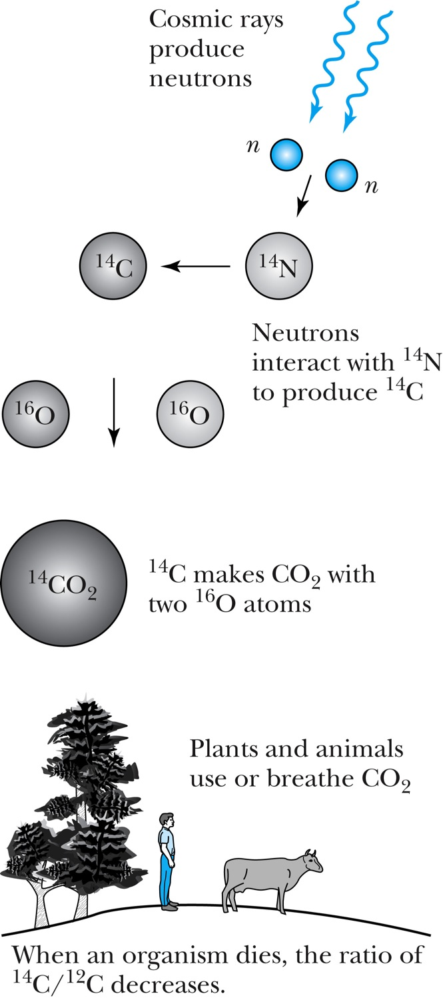 Cosmic rays
produce
neutrons
n
n
¹⁴C
¹⁴N
Neutrons
interact with ¹⁴N
to produce ¹⁴C
¹⁶O
¹⁶O
¹⁴CO₂
¹⁴C makes CO₂ with
two ¹⁶O atoms
Plants and animals
use or breathe CO₂
When an organism dies, the ratio of
¹⁴C/¹²C decreases.